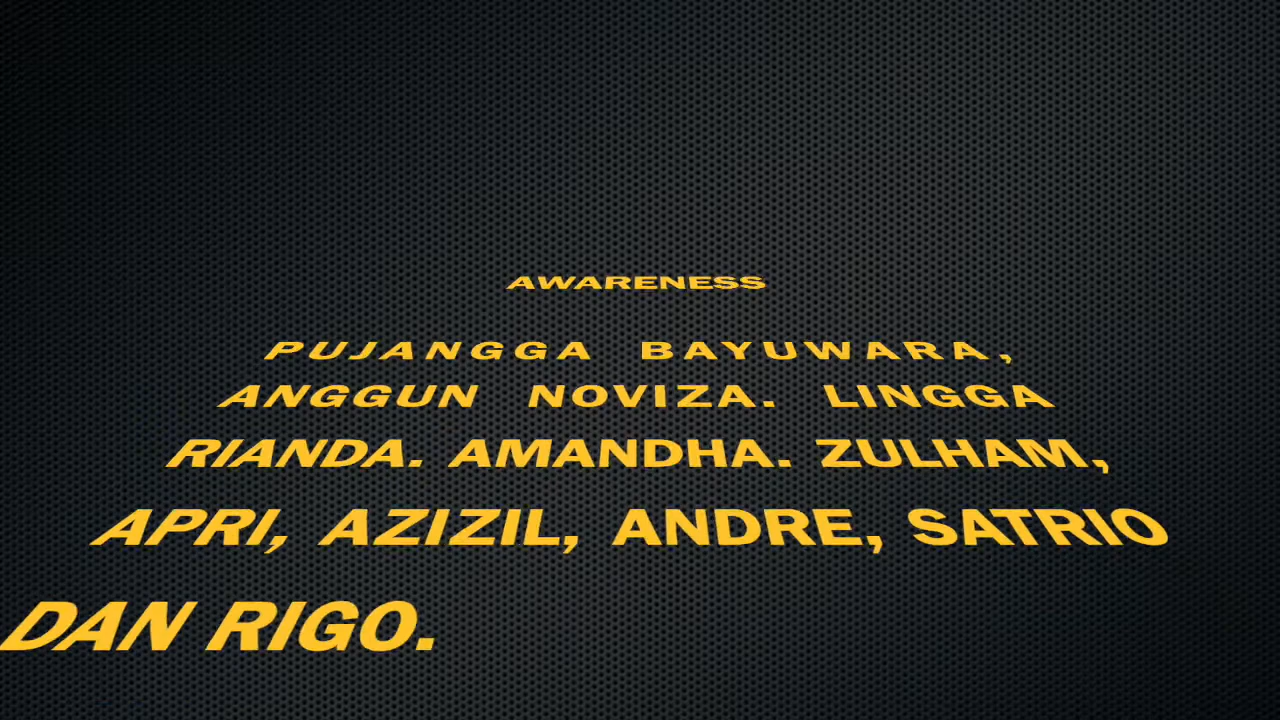 AWARENESS
PUJANGGA BAYUWARA,
ANGGUN NOVIZA. LINGGA
RIANDA. AMANDHA. ZULHAM,
APRI, AZIZIL, ANDRE, SATRIO
DAN RIGO.